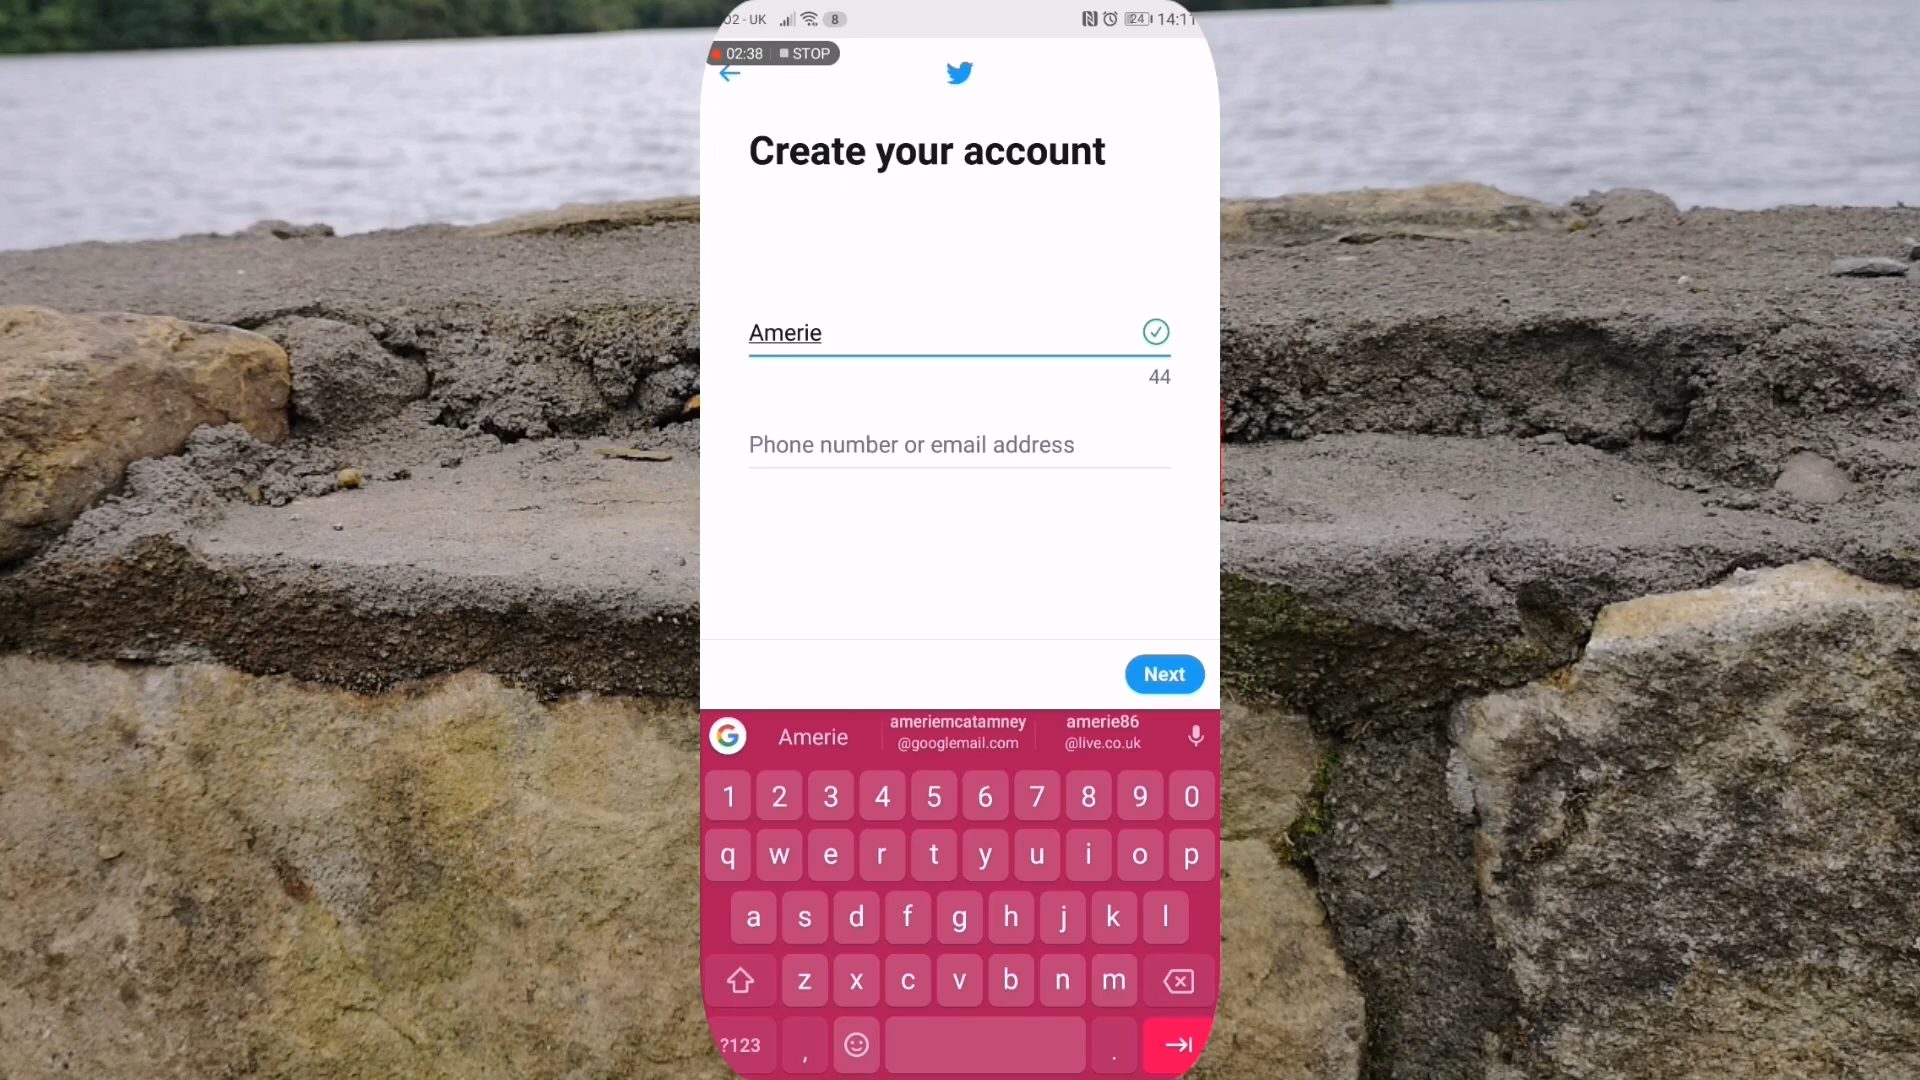 O2 - UK 8 24 14:11
02:38 STOP
Create your account
Amerie
44
Phone number or email address
Next
G Amerie ameriemcatamney@googlemail.com amerie86@live.co.uk
1 2 3 4 5 6 7 8 9 0
q w e r t y u i o p
a s d f g h j k l
z x c v b n m
?123 , .